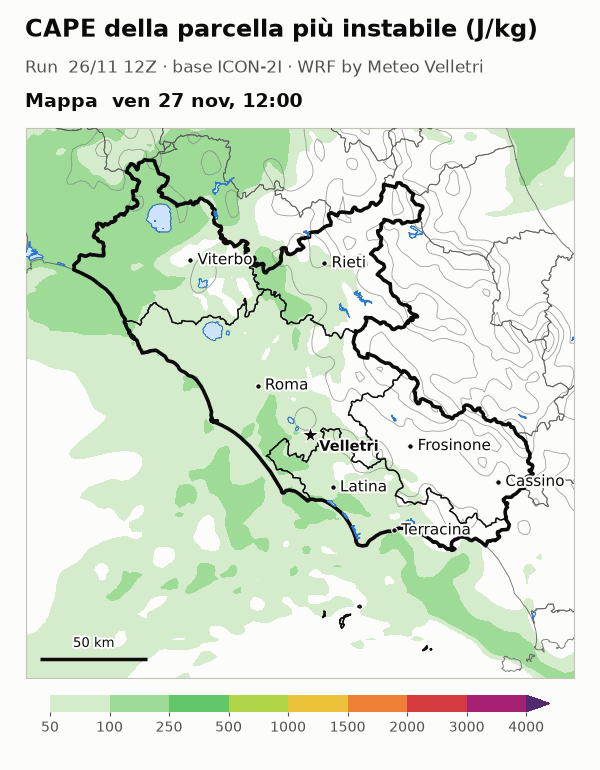 CAPE della parcella più instabile (J/kg)
Run 26/11 12Z · base ICON-2I · WRF by Meteo Velletri
Mappa ven 27 nov, 12:00
Viterbo
Rieti
Roma
Velletri
Frosinone
Latina
Cassino
Terracina
50 km
50 100 250 500 1000 1500 2000 3000 4000